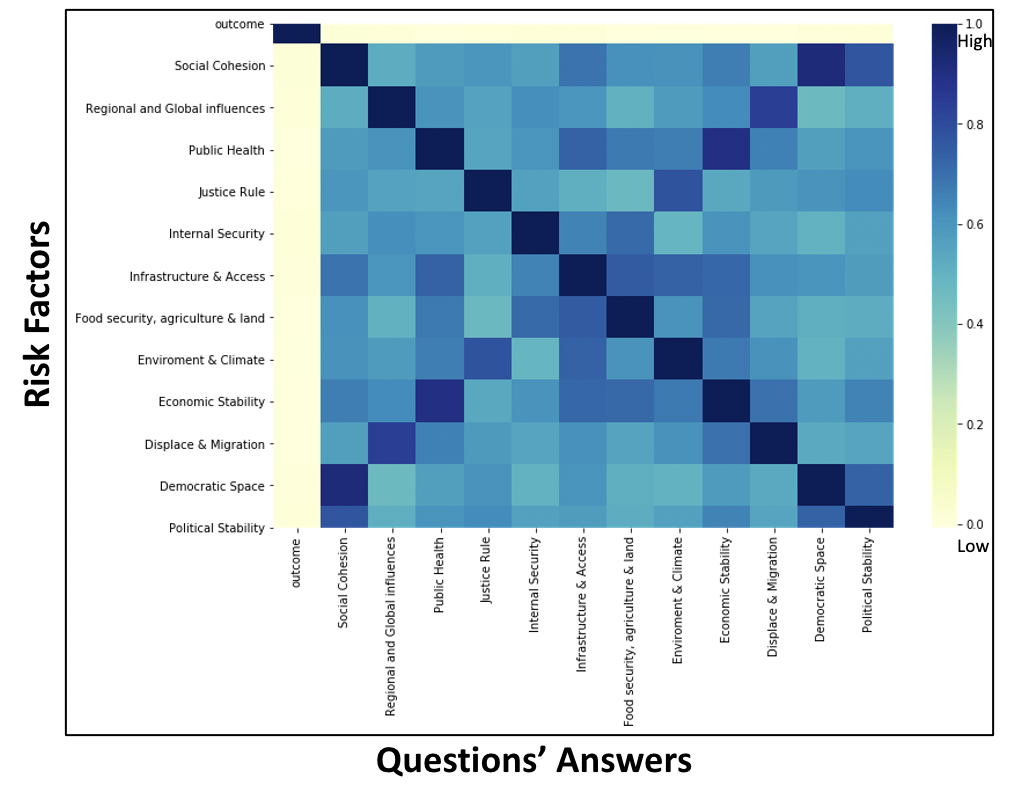 Risk Factors
outcome
Social Cohesion
Regional and Global influences
Public Health
Justice Rule
Internal Security
Infrastructure & Access
Food security, agriculture & land
Enviroment & Climate
Economic Stability
Displace & Migration
Democratic Space
Political Stability
outcome
Social Cohesion
Regional and Global influences
Public Health
Justice Rule
Internal Security
Infrastructure & Access
Food security, agriculture & land
Enviroment & Climate
Economic Stability
Displace & Migration
Democratic Space
Political Stability
1.0
High
0.8
0.6
0.4
0.2
0.0
Low
Questions’ Answers